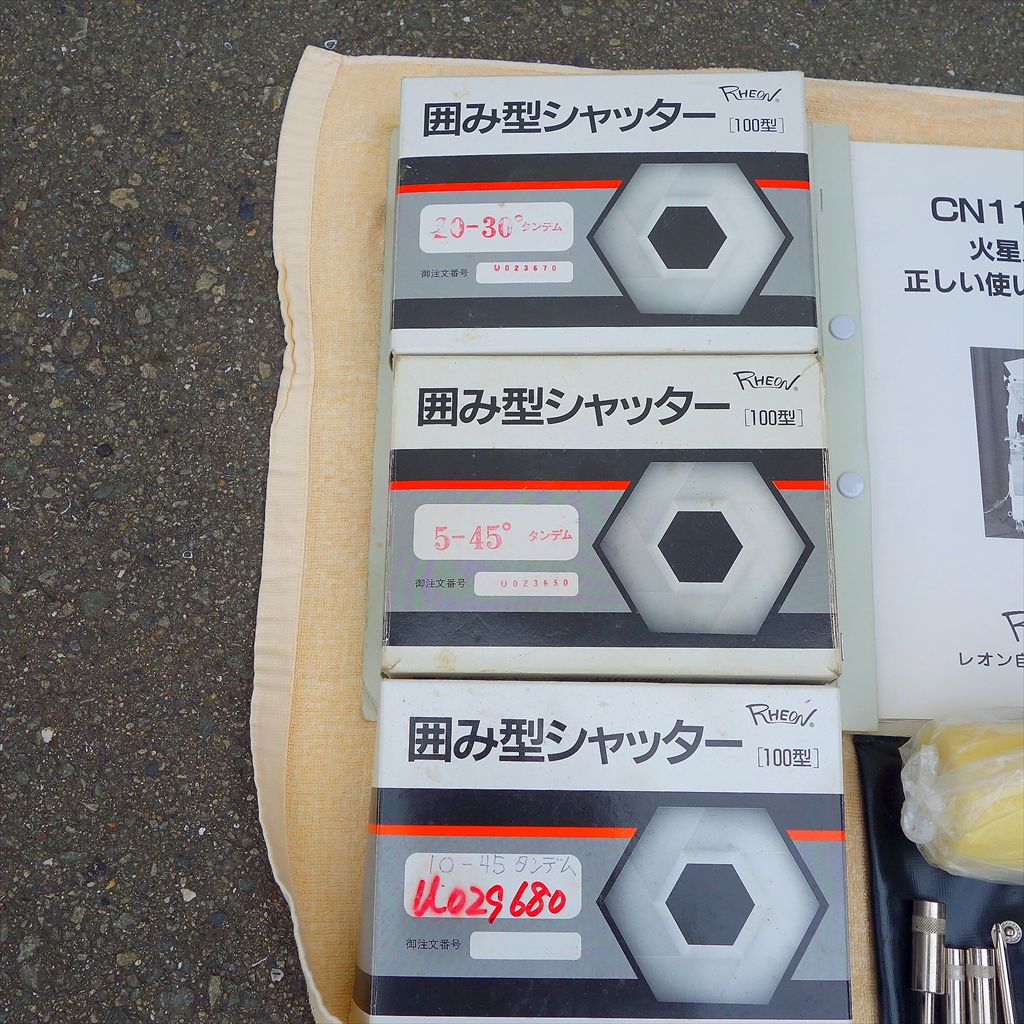 RHEON
囲み型シャッター
[100型]
20-30° タンデム
御注文番号 U023670
RHEON
囲み型シャッター
[100型]
5-45° タンデム
御注文番号 U023650
RHEON
囲み型シャッター
[100型]
10-45 タンデム
U029680
御注文番号
CN11
火星
正しい使い
レオン自